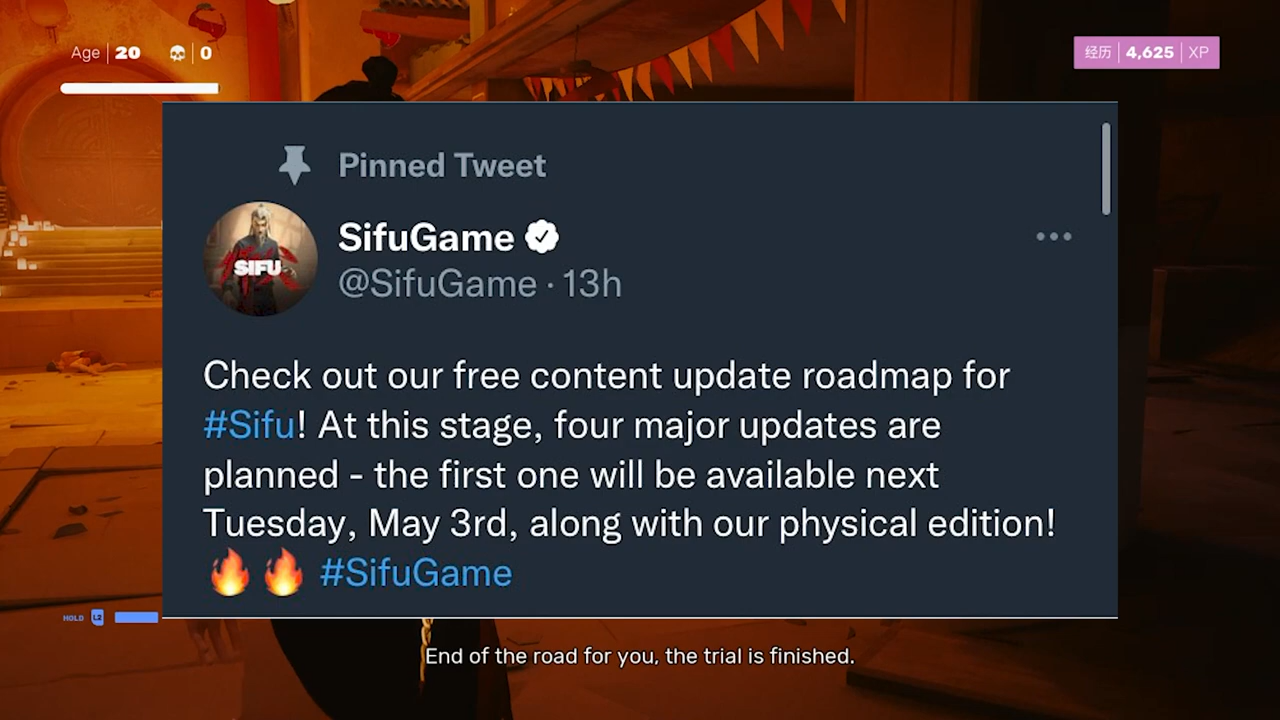 Age | 20 0
经历 | 4,625 | XP
Pinned Tweet
SifuGame
@SifuGame · 13h
SIFU
Check out our free content update roadmap for
#Sifu! At this stage, four major updates are
planned - the first one will be available next
Tuesday, May 3rd, along with our physical edition!
🔥🔥 #SifuGame
HOLD L2
End of the road for you, the trial is finished.